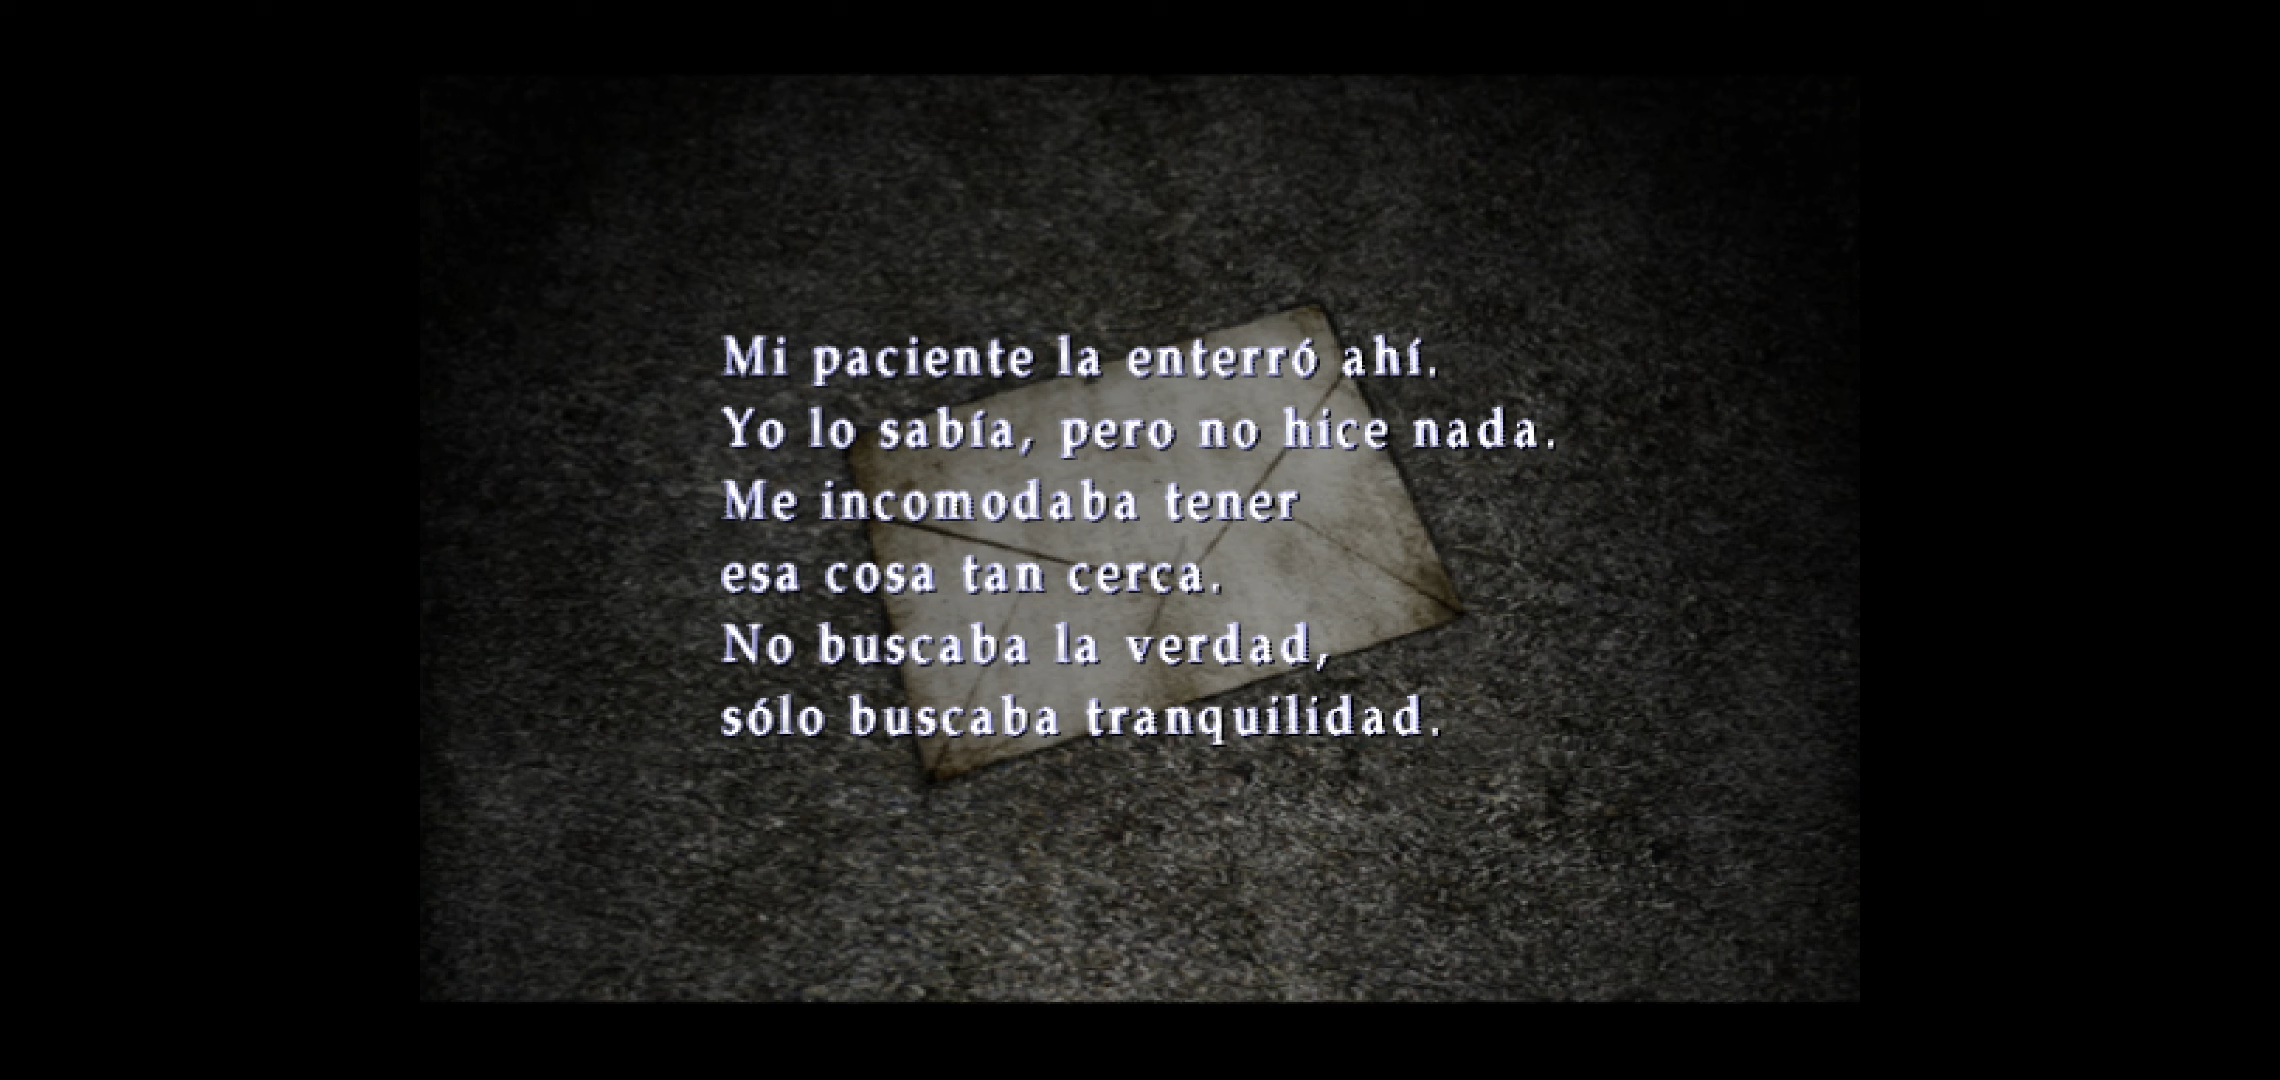 Mi paciente la enterró ahí.
Yo lo sabía, pero no hice nada.
Me incomodaba tener
esa cosa tan cerca.
No buscaba la verdad,
sólo buscaba tranquilidad.